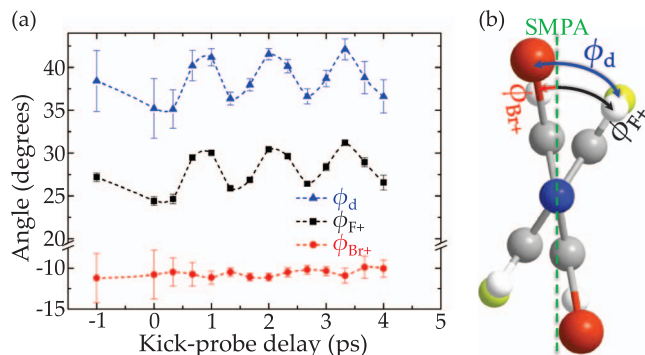 (a)
(b)
SMPA
40
35
30
25
20
-10
-15
Angle (degrees)
ϕd
ϕF+
ϕBr+
-1 0 1 2 3 4 5
Kick-probe delay (ps)
ϕd
ϕBr+
ϕF+